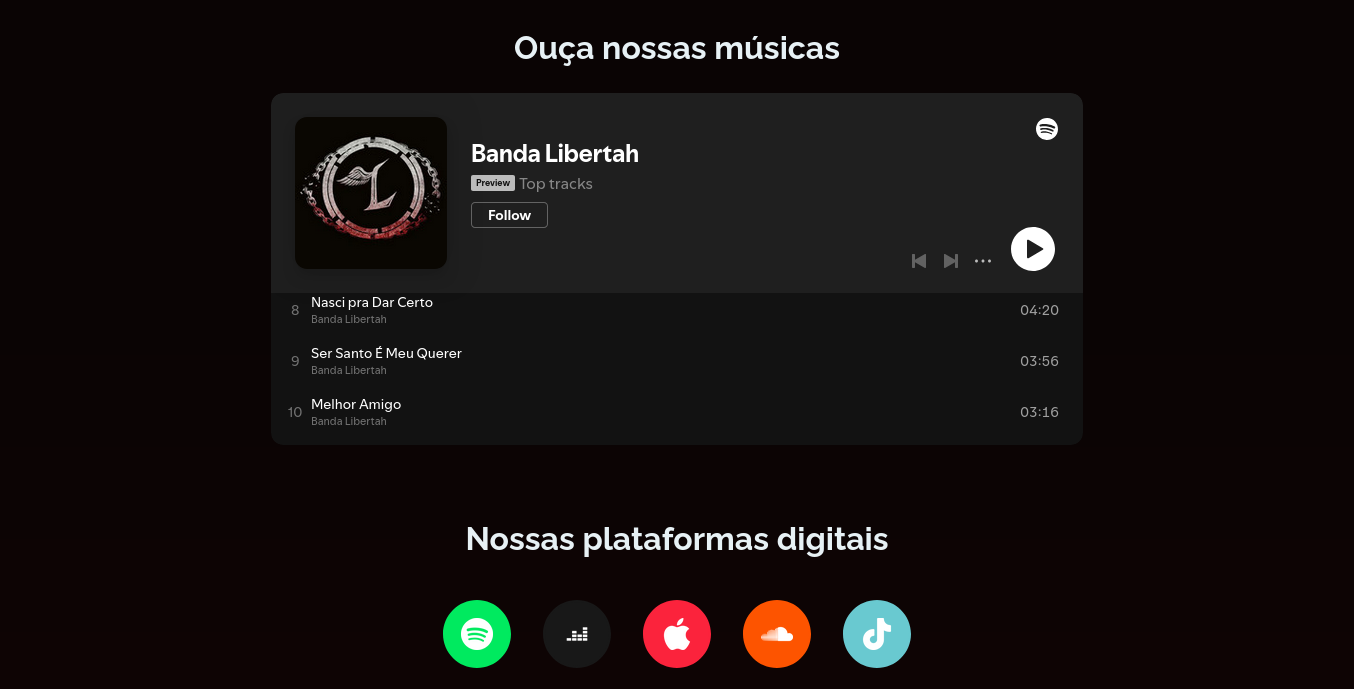 Ouça nossas músicas
Banda Libertah
Preview Top tracks
Follow
8 Nasci pra Dar Certo 04:20
Banda Libertah
9 Ser Santo É Meu Querer 03:56
Banda Libertah
10 Melhor Amigo 03:16
Banda Libertah
Nossas plataformas digitais